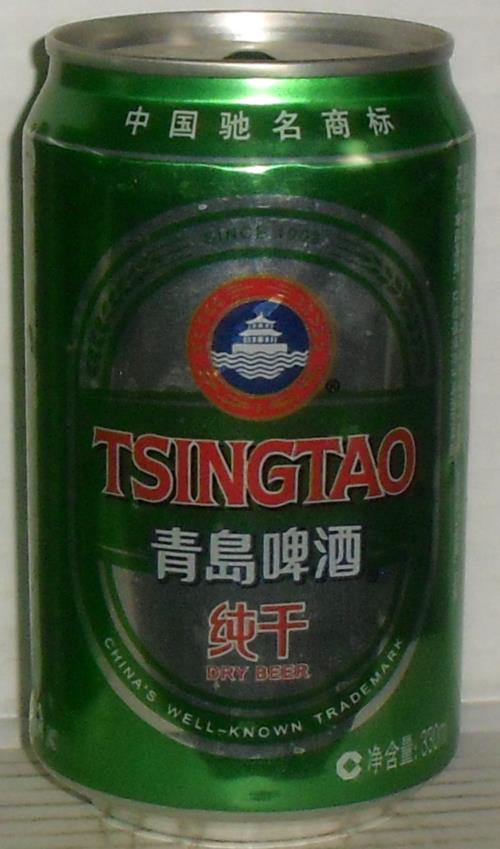 中国驰名商标
SINCE 1903
®
TSINGTAO
青島啤酒
纯干
DRY BEER
CHINA'S WELL-KNOWN TRADEMARK
净含量: 330m